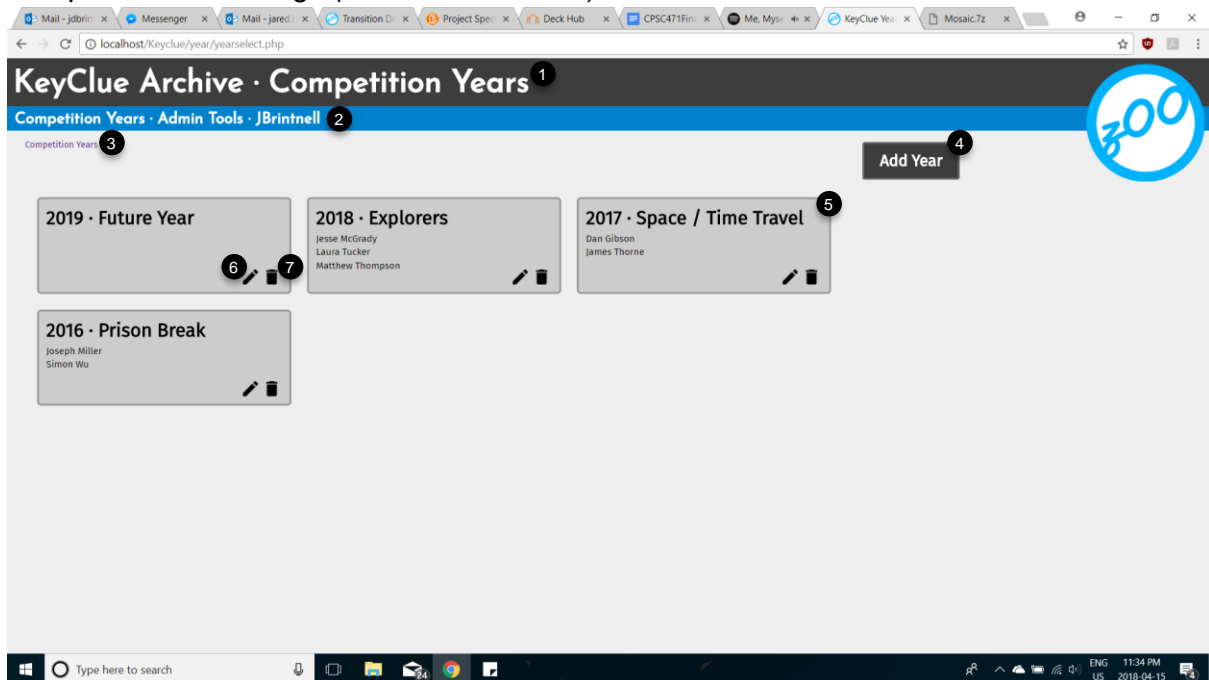 Mail - jdbrin
Messenger
Mail - jared.
Transition D
Project Spec
Deck Hub
CPSC471Fin
Me, Myse
KeyClue Yea
Mosaic.7z
localhost/Keyclue/year/yearselect.php
KeyClue Archive · Competition Years 1
Competition Years · Admin Tools · JBrintnell 2
zoo
Competition Years 3
4
Add Year
2019 · Future Year
6
7
2018 · Explorers
Jesse McGrady
Laura Tucker
Matthew Thompson
5
2017 · Space / Time Travel
Dan Gibson
James Thorne
2016 · Prison Break
Joseph Miller
Simon Wu
Type here to search
24
ENG
US
11:34 PM
2018-04-15
4